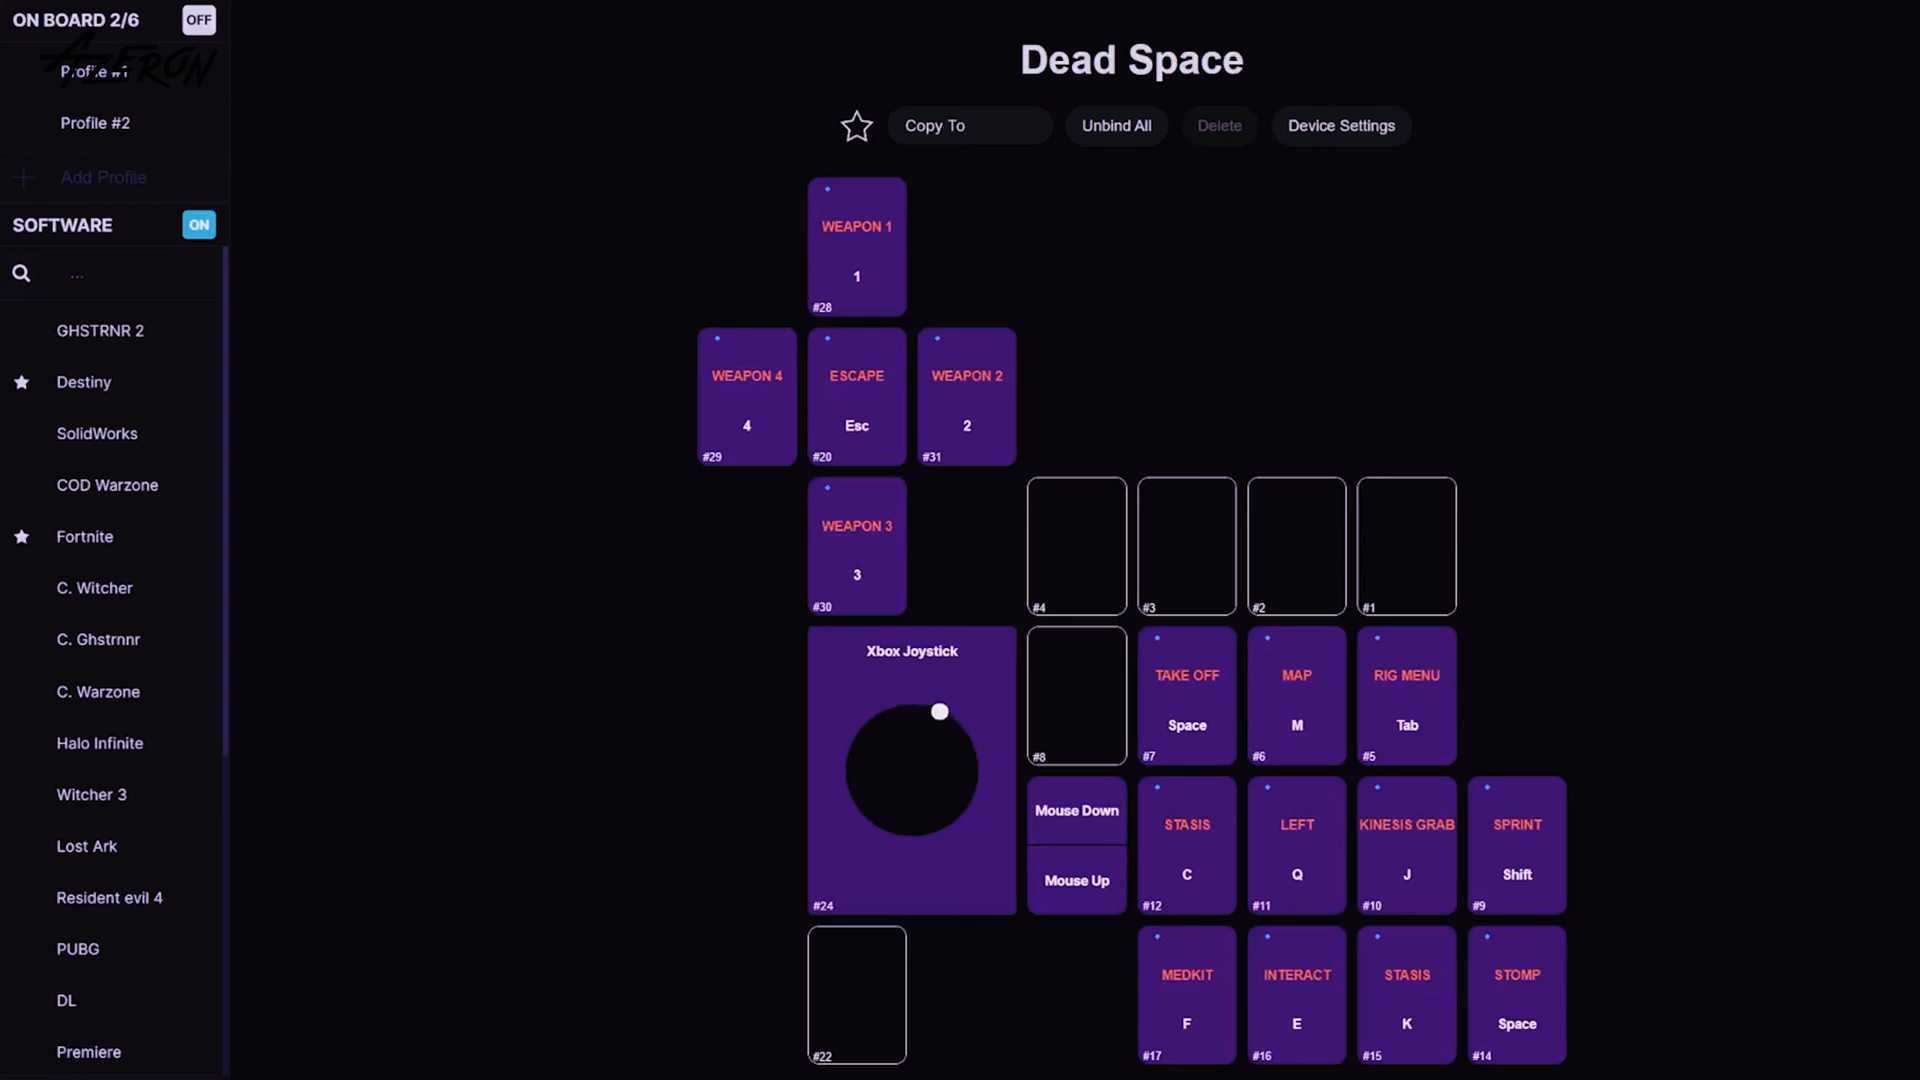 ON BOARD 2/6
OFF
AZERON
Profile #1
Profile #2
Add Profile
SOFTWARE
ON
...
GHSTRNR 2
Destiny
SolidWorks
COD Warzone
Fortnite
C. Witcher
C. Ghstrnnr
C. Warzone
Halo Infinite
Witcher 3
Lost Ark
Resident evil 4
PUBG
DL
Premiere
Dead Space
Copy To
Unbind All
Delete
Device Settings
WEAPON 1
1
#28
WEAPON 4
4
#29
ESCAPE
Esc
#20
WEAPON 2
2
#31
WEAPON 3
3
#30
#4
#3
#2
#1
Xbox Joystick
#24
#8
TAKE OFF
Space
#7
MAP
M
#6
RIG MENU
Tab
#5
Mouse Down
Mouse Up
STASIS
C
#12
LEFT
Q
#11
KINESIS GRAB
J
#10
SPRINT
Shift
#9
#22
MEDKIT
F
#17
INTERACT
E
#16
STASIS
K
#15
STOMP
Space
#14